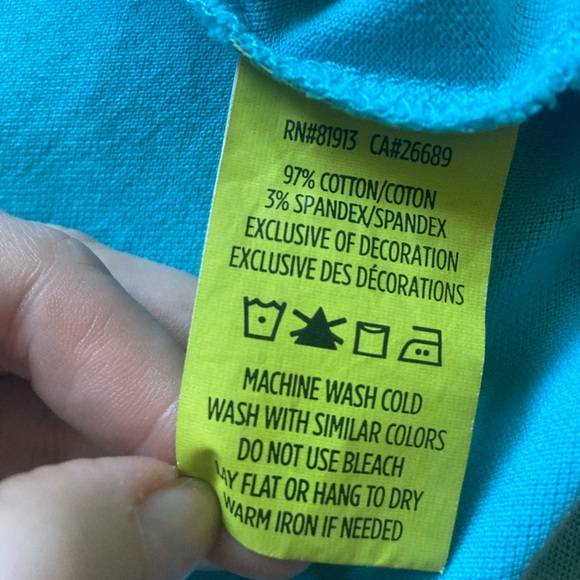 RN#81913 CA#26689
97% COTTON/COTON
3% SPANDEX/SPANDEX
EXCLUSIVE OF DECORATION
EXCLUSIVE DES DÉCORATIONS
MACHINE WASH COLD
WASH WITH SIMILAR COLORS
DO NOT USE BLEACH
LAY FLAT OR HANG TO DRY
WARM IRON IF NEEDED